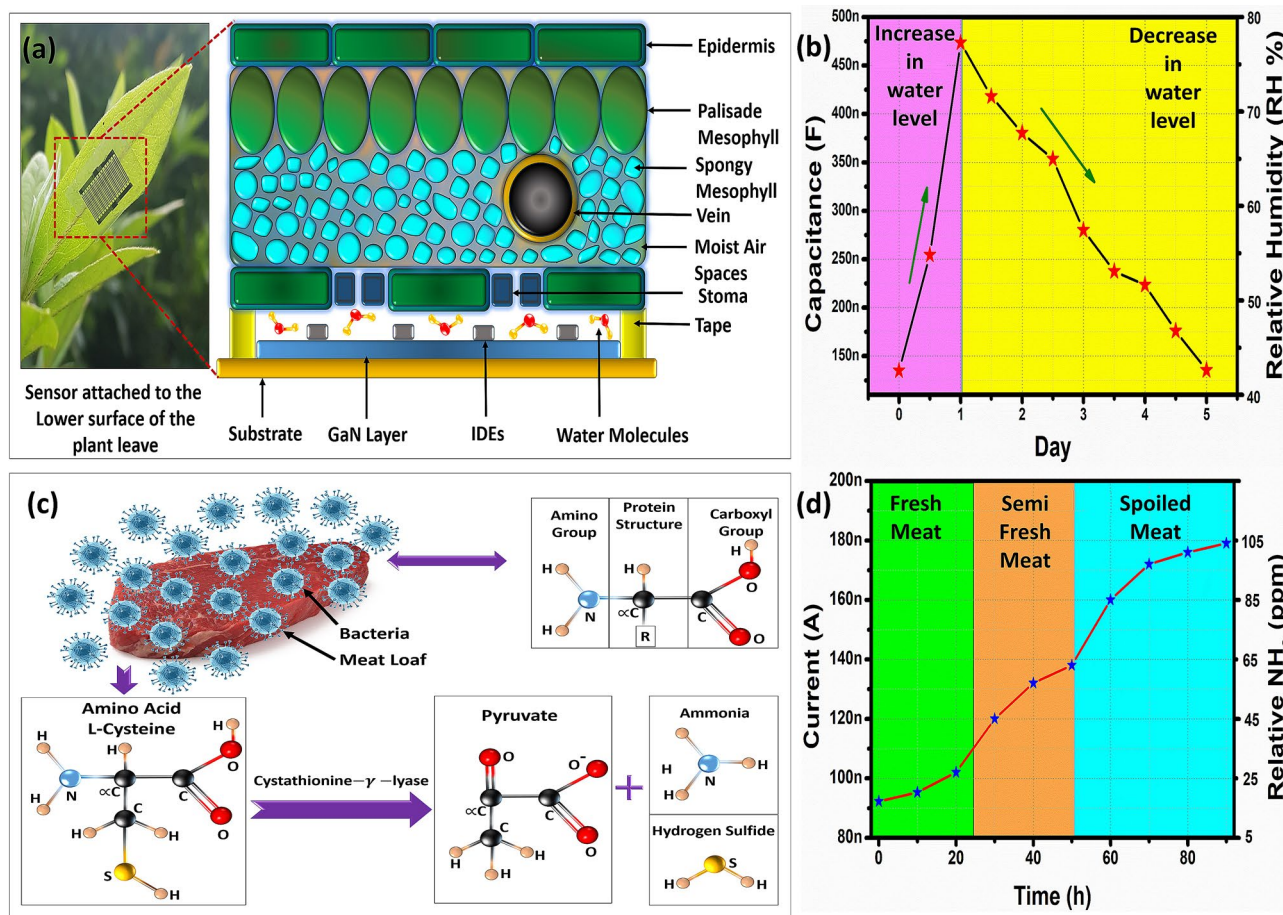 (a)
Epidermis
Palisade
Mesophyll
Spongy
Mesophyll
Vein
Moist Air
Spaces
Stoma
Tape
Sensor attached to the
Lower surface of the
plant leave
Substrate
GaN Layer
IDEs
Water Molecules
(b)
Increase
in
water
level
Decrease
in
water
level
500n
450n
400n
350n
300n
250n
200n
150n
Capacitance (F)
80
70
60
50
40
Relative Humidity (RH %)
0 1 2 3 4 5
Day
(c)
Bacteria
Meat Loaf
Amino
Group
Protein
Structure
Carboxyl
Group
H
H
H
O
H
N
∝C
C
O
R
Amino Acid
L-Cysteine
H
H
H
O
N
∝C
C
H
C
O
H
H
S
H
Cystathionine-γ-lyase
Pyruvate
O
O-
∝C
C
C
O
H
H
H
+
Ammonia
H
H
N
H
Hydrogen Sulfide
S
H
H
(d)
Fresh
Meat
Semi
Fresh
Meat
Spoiled
Meat
200n
180n
160n
140n
120n
100n
80n
Current (A)
105
85
65
45
25
5
Relative NH3 (ppm)
0 20 40 60 80
Time (h)